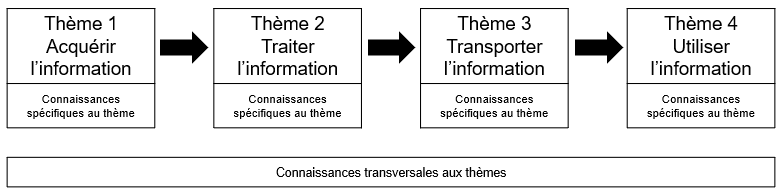 Thème 1
Acquérir
l'information
Connaissances
spécifiques au thème
Thème 2
Traiter
l'information
Connaissances
spécifiques au thème
Thème 3
Transporter
l'information
Connaissances
spécifiques au thème
Thème 4
Utiliser
l'information
Connaissances
spécifiques au thème
Connaissances transversales aux thèmes